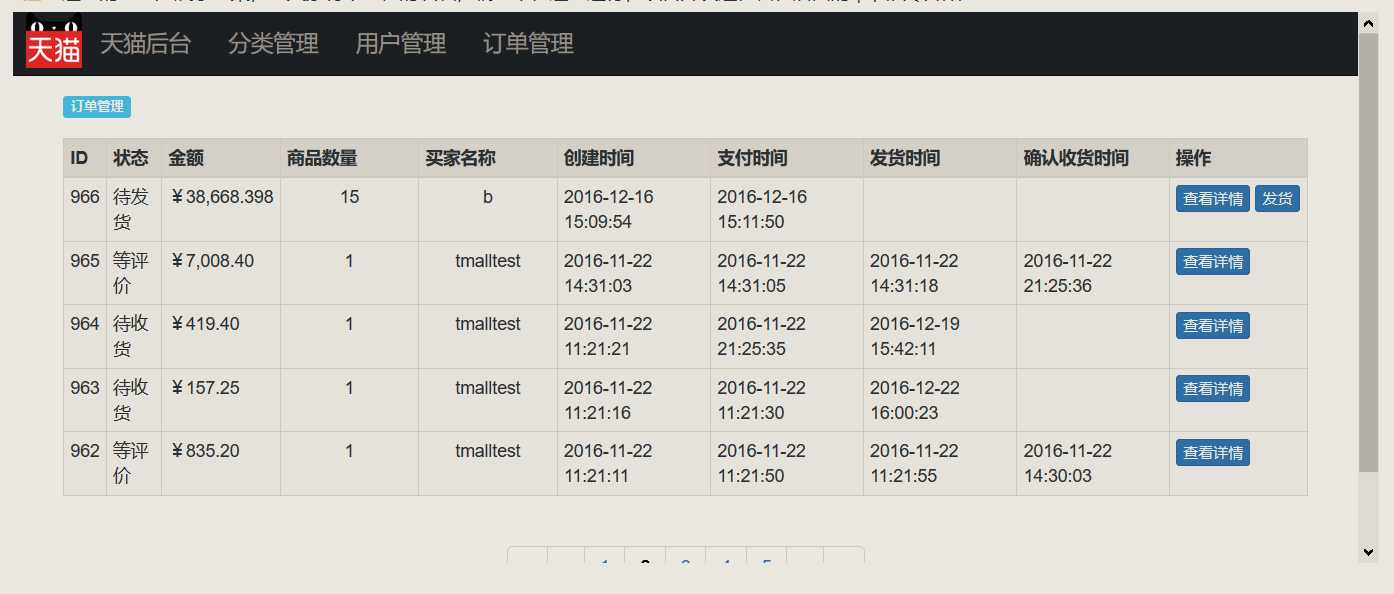 天猫 天猫后台 分类管理 用户管理 订单管理
订单管理
ID 状态 金额 商品数量 买家名称 创建时间 支付时间 发货时间 确认收货时间 操作
966 待发 ¥38,668.398 15 b 2016-12-16 2016-12-16 查看详情 发货
货 15:09:54 15:11:50
965 等评 ¥7,008.40 1 tmalltest 2016-11-22 2016-11-22 2016-11-22 2016-11-22 查看详情
价 14:31:03 14:31:05 14:31:18 21:25:36
964 待收 ¥419.40 1 tmalltest 2016-11-22 2016-11-22 2016-12-19 查看详情
货 11:21:21 21:25:35 15:42:11
963 待收 ¥157.25 1 tmalltest 2016-11-22 2016-11-22 2016-12-22 查看详情
货 11:21:16 11:21:30 16:00:23
962 等评 ¥835.20 1 tmalltest 2016-11-22 2016-11-22 2016-11-22 2016-11-22 查看详情
价 11:21:11 11:21:50 11:21:55 14:30:03